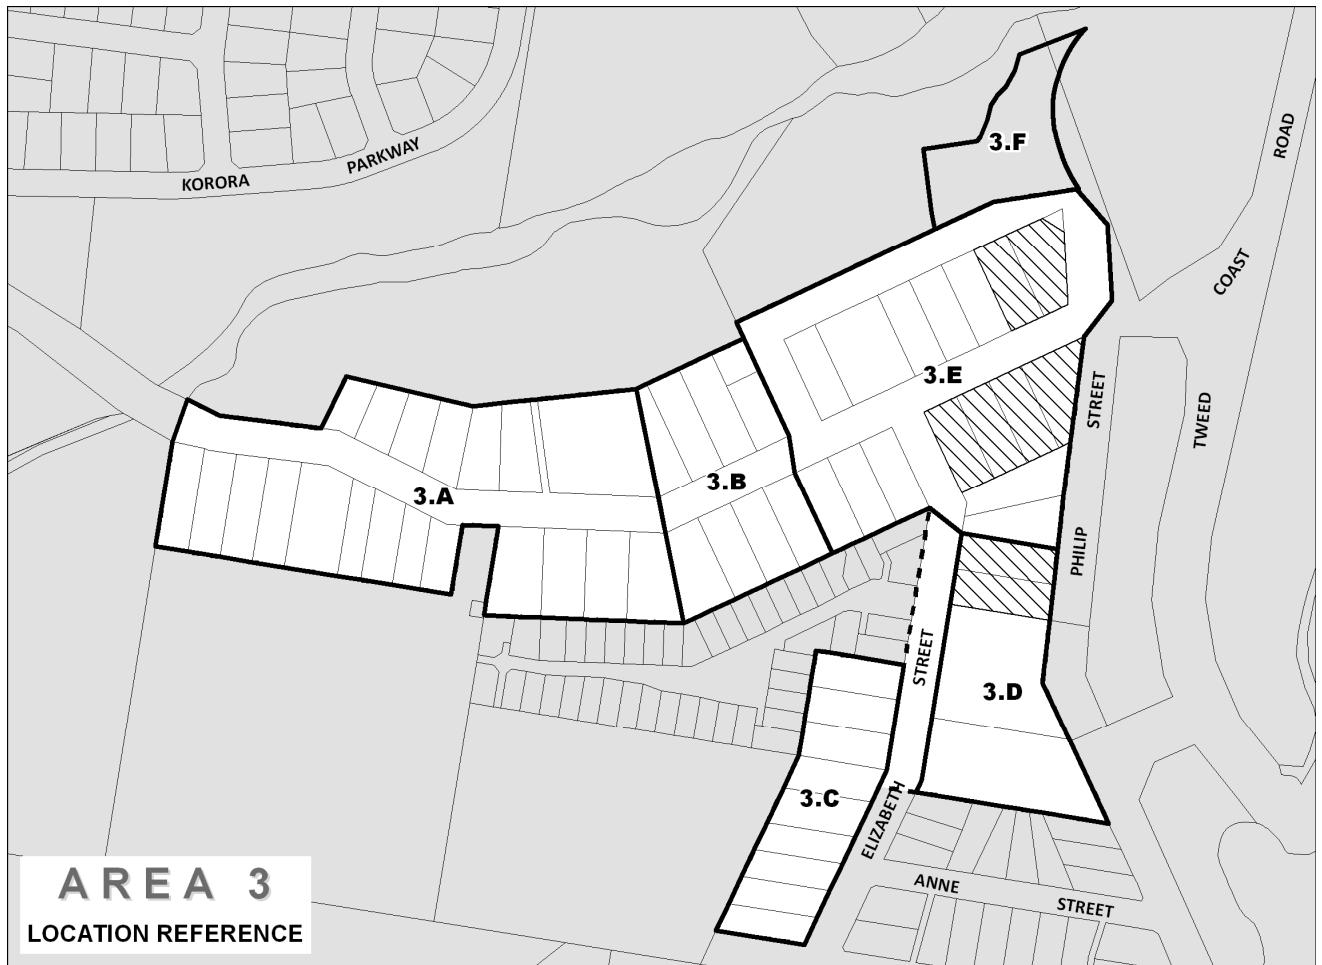 3.F
ROAD
PARKWAY
KORORA
COAST
3.E
STREET
TWEED
3.B
3.A
PHILIP
STREET
3.D
3.C
ELIZABETH
ANNE
STREET
AREA 3
LOCATION REFERENCE